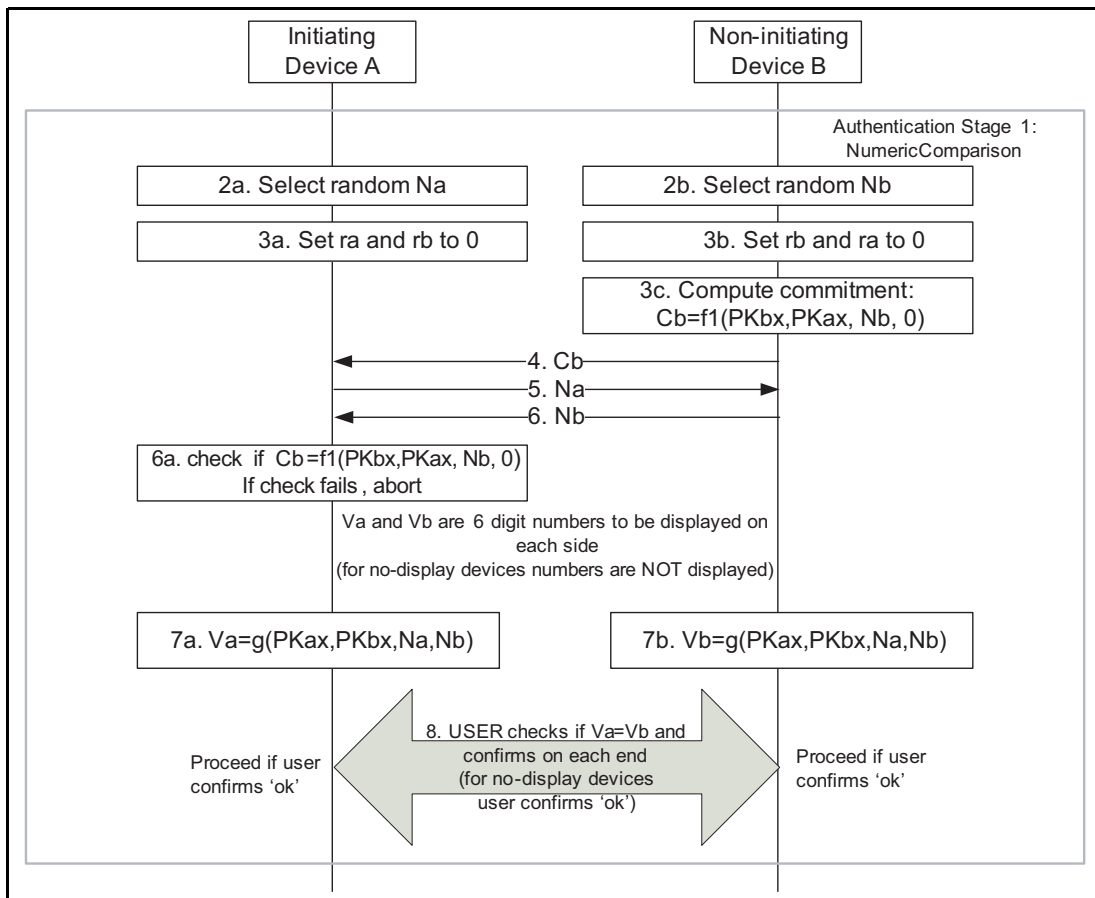 Initiating
Device A
Non-initiating
Device B
Authentication Stage 1:
NumericComparison
2a. Select random Na
2b. Select random Nb
3a. Set ra and rb to 0
3b. Set rb and ra to 0
3c. Compute commitment:
Cb=f1(PKbx,PKax, Nb, 0)
4. Cb
5. Na
6. Nb
6a. check if Cb=f1(PKbx,PKax, Nb, 0)
If check fails, abort
Va and Vb are 6 digit numbers to be displayed on
each side
(for no-display devices numbers are NOT displayed)
7a. Va=g(PKax,PKbx,Na,Nb)
7b. Vb=g(PKax,PKbx,Na,Nb)
8. USER checks if Va=Vb and
confirms on each end
(for no-display devices
user confirms ‘ok’)
Proceed if user
confirms ‘ok’
Proceed if user
confirms ‘ok’